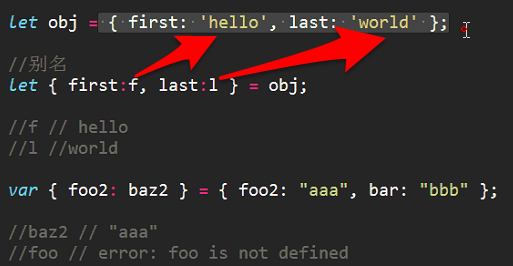 let obj = { first: 'hello', last: 'world' };
//别名
let { first:f, last:l } = obj;
//f // hello
//l //world
var { foo2: baz2 } = { foo2: "aaa", bar: "bbb" };
//baz2 // "aaa"
//foo // error: foo is not defined